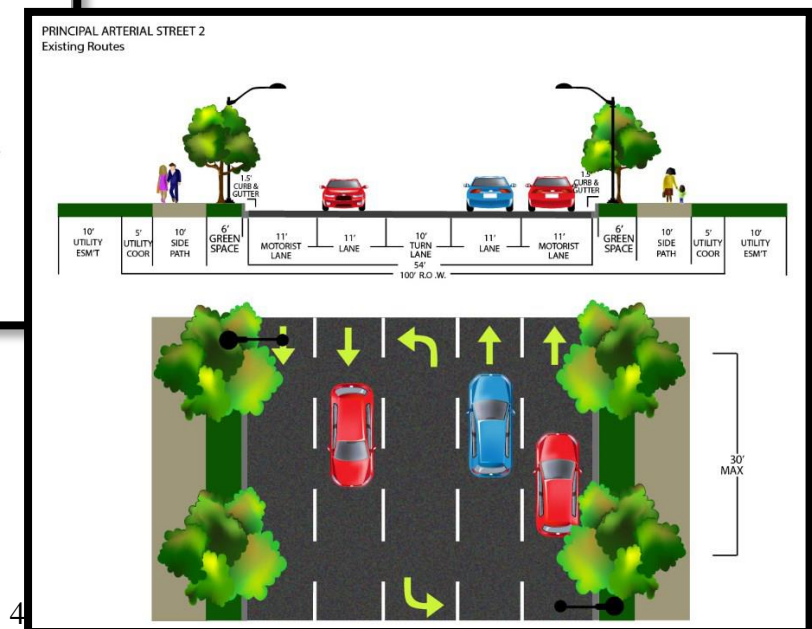 PRINCIPAL ARTERIAL STREET 2
Existing Routes
1.5'
CURB &
GUTTER
1.5'
CURB &
GUTTER
10'
UTILITY
ESM'T
5'
UTILITY
COOR
10'
SIDE
PATH
6'
GREEN
SPACE
11'
MOTORIST
LANE
11'
LANE
10'
TURN
LANE
11'
LANE
11'
MOTORIST
LANE
6'
GREEN
SPACE
10'
SIDE
PATH
5'
UTILITY
COOR
10'
UTILITY
ESM'T
54'
100' R.O .W.
30'
MAX
4